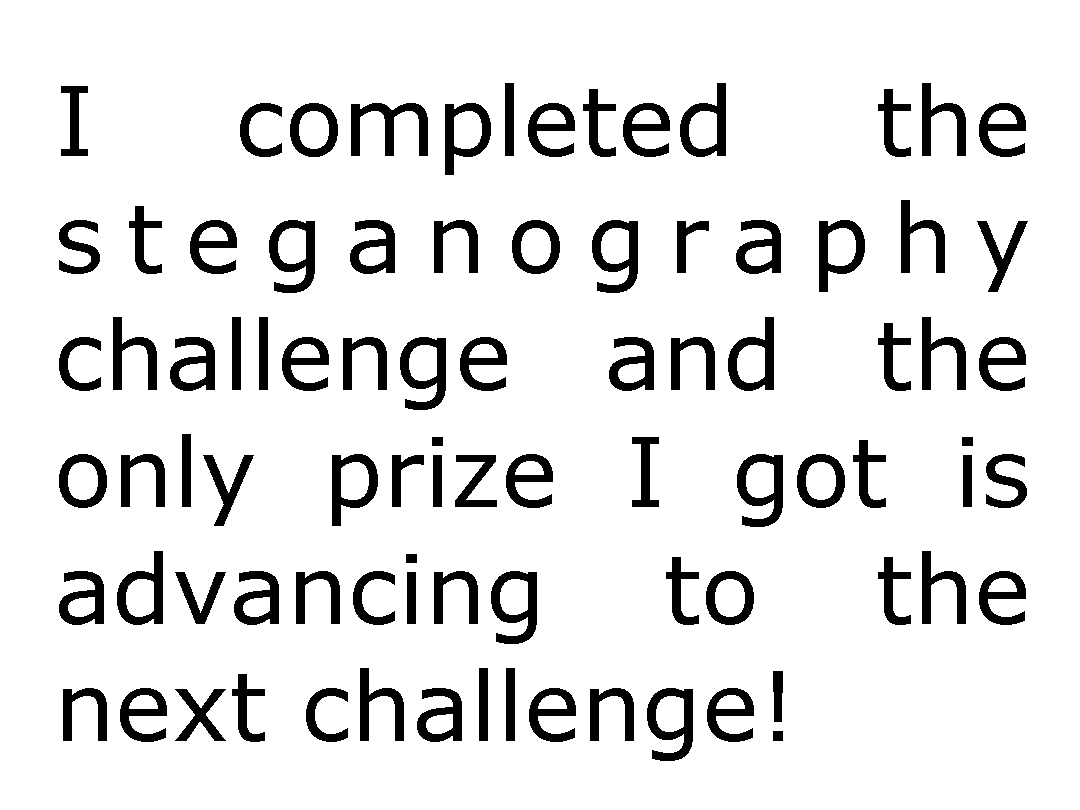 I completed the
steganography
challenge and the
only prize I got is
advancing to the
next challenge!